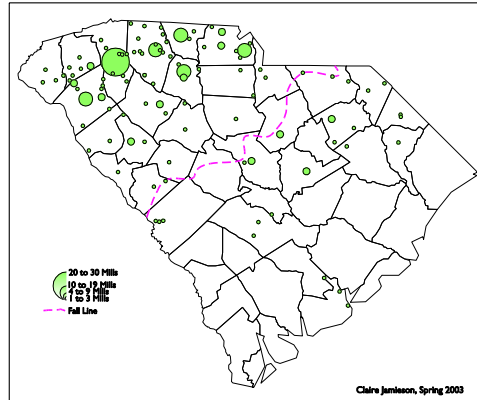 20 to 30 Mills
10 to 19 Mills
4 to 9 Mills
1 to 3 Mills
Fall Line
Claire Jamieson, Spring 2003